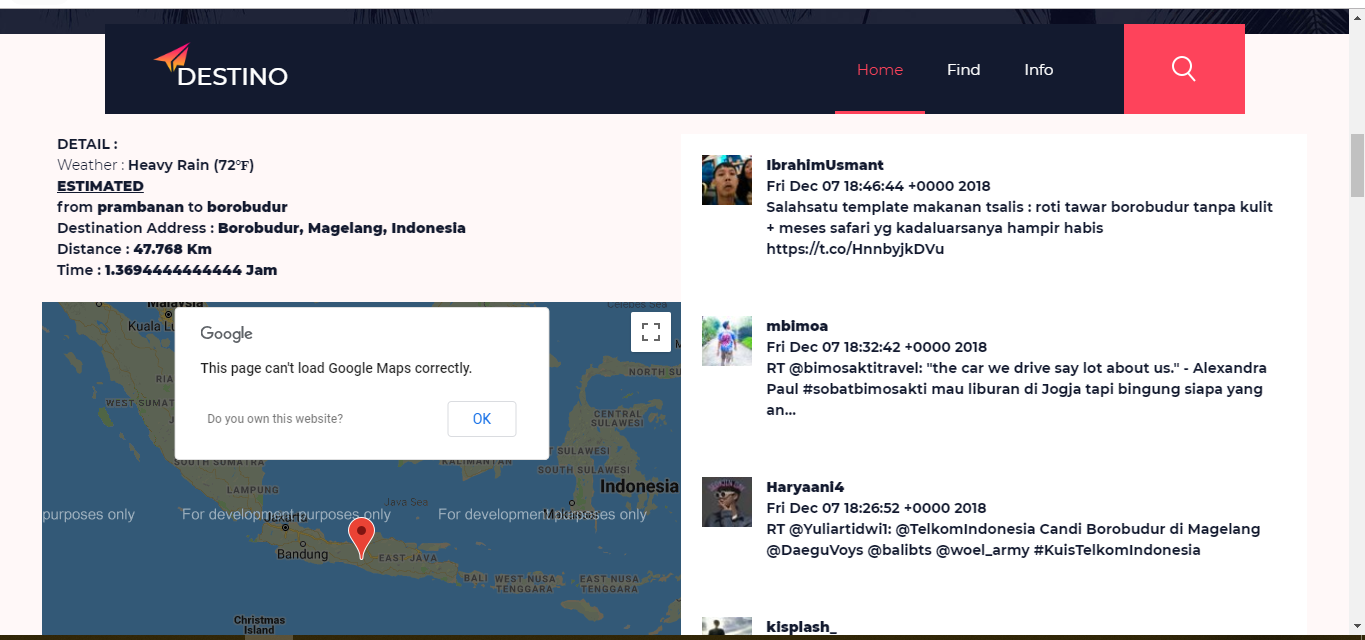 DESTINO
Home
Find
Info
DETAIL :
Weather : Heavy Rain (72°F)
ESTIMATED
from prambanan to borobudur
Destination Address : Borobudur, Magelang, Indonesia
Distance : 47.768 Km
Time : 1.3694444444444 Jam
Malaysia
Celebes Sea
Kuala Lu
Google
This page can't load Google Maps correctly.
Do you own this website?
OK
RIA
NORTH SU
WEST SUMAT
CENTRAL
SULAWESI
T SULAWESI
SOUTH SUMATRA
KALIMANTAN
SOUTH SULAWESI
LAMPUNG
Indonesia
Java Sea
purposes only
For development purposes only
For development purposes only
Jakarta
Bandung
EAST JAVA
BALI
WEST NUSA
TENGGARA
EAST NUSA
TENGGARA
Christmas
Island
IbrahimUsmant
Fri Dec 07 18:46:44 +0000 2018
Salahsatu template makanan tsalis : roti tawar borobudur tanpa kulit
+ meses safari yg kadaluarsanya hampir habis
https://t.co/HnnbyjkDVu
mbimoa
Fri Dec 07 18:32:42 +0000 2018
RT @bimosaktitravel: "the car we drive say lot about us." - Alexandra
Paul #sobatbimosakti mau liburan di Jogja tapi bingung siapa yang
an...
Haryaani4
Fri Dec 07 18:26:52 +0000 2018
RT @Yuliartidwi1: @TelkomIndonesia Candi Borobudur di Magelang
@DaeguVoys @balibts @woel_army #KuisTelkomIndonesia
kisplash_